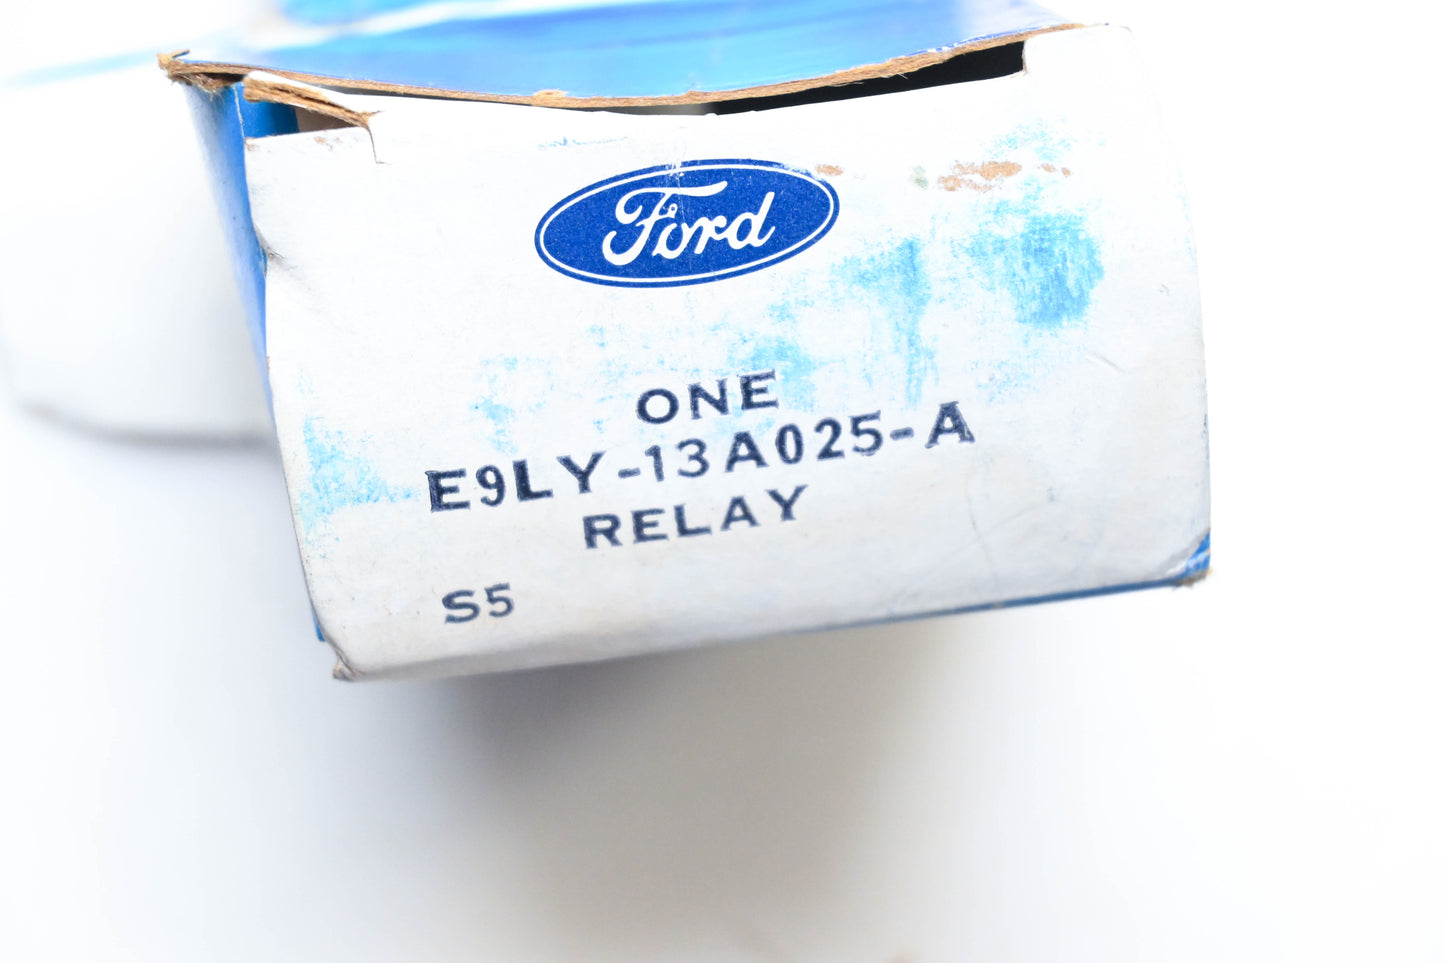 Ford
ONE
E9LY-13A025-A
RELAY
S5